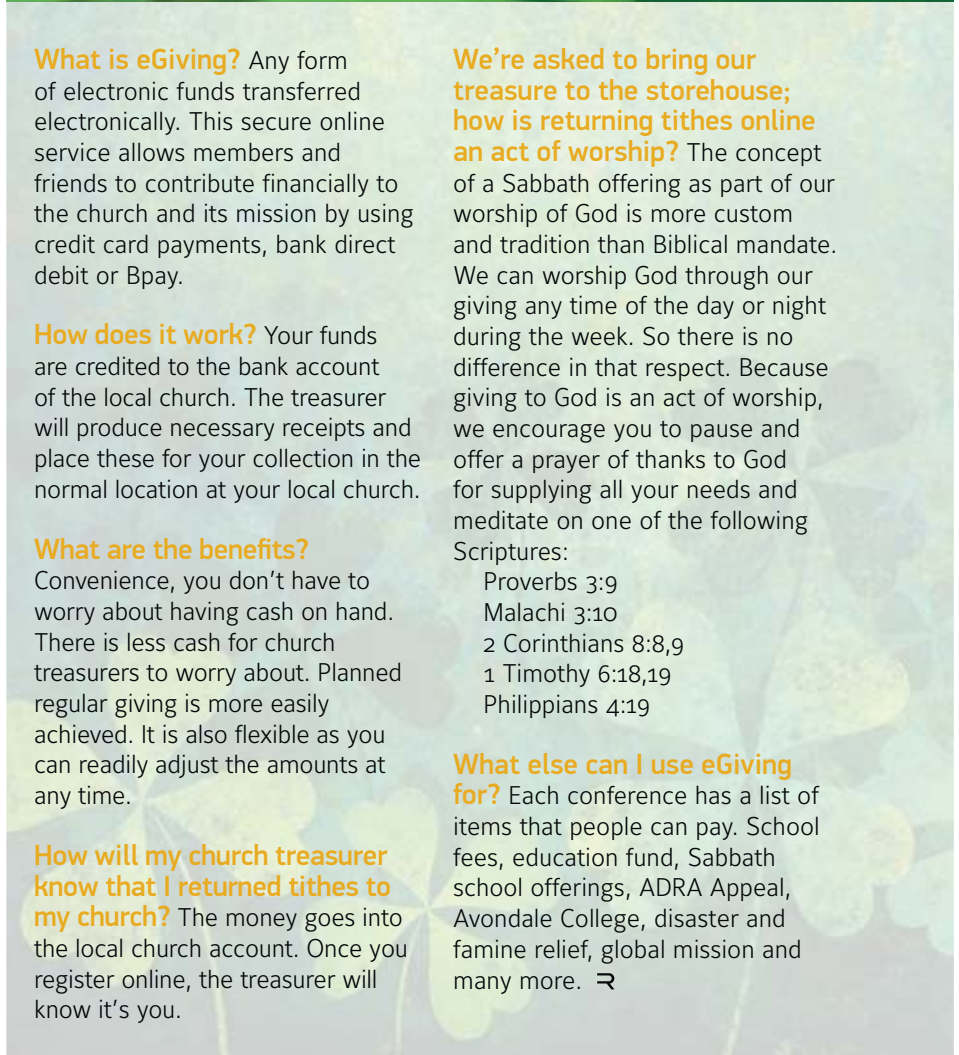 What is eGiving? Any form
of electronic funds transferred
electronically. This secure online
service allows members and
friends to contribute financially to
the church and its mission by using
credit card payments, bank direct
debit or Bpay.
How does it work? Your funds
are credited to the bank account
of the local church. The treasurer
will produce necessary receipts and
place these for your collection in the
normal location at your local church.
What are the benefits?
Convenience, you don't have to
worry about having cash on hand.
There is less cash for church
treasurers to worry about. Planned
regular giving is more easily
achieved. It is also flexible as you
can readily adjust the amounts at
any time.
How will my church treasurer
know that I returned tithes to
my church? The money goes into
the local church account. Once you
register online, the treasurer will
know it's you.
We're asked to bring our
treasure to the storehouse;
how is returning tithes online
an act of worship? The concept
of a Sabbath offering as part of our
worship of God is more custom
and tradition than Biblical mandate.
We can worship God through our
giving any time of the day or night
during the week. So there is no
difference in that respect. Because
giving to God is an act of worship,
we encourage you to pause and
offer a prayer of thanks to God
for supplying all your needs and
meditate on one of the following
Scriptures:
Proverbs 3:9
Malachi 3:10
2 Corinthians 8:8,9
1 Timothy 6:18,19
Philippians 4:19
What else can I use eGiving
for? Each conference has a list of
items that people can pay. School
fees, education fund, Sabbath
school offerings, ADRA Appeal,
Avondale College, disaster and
famine relief, global mission and
many more.